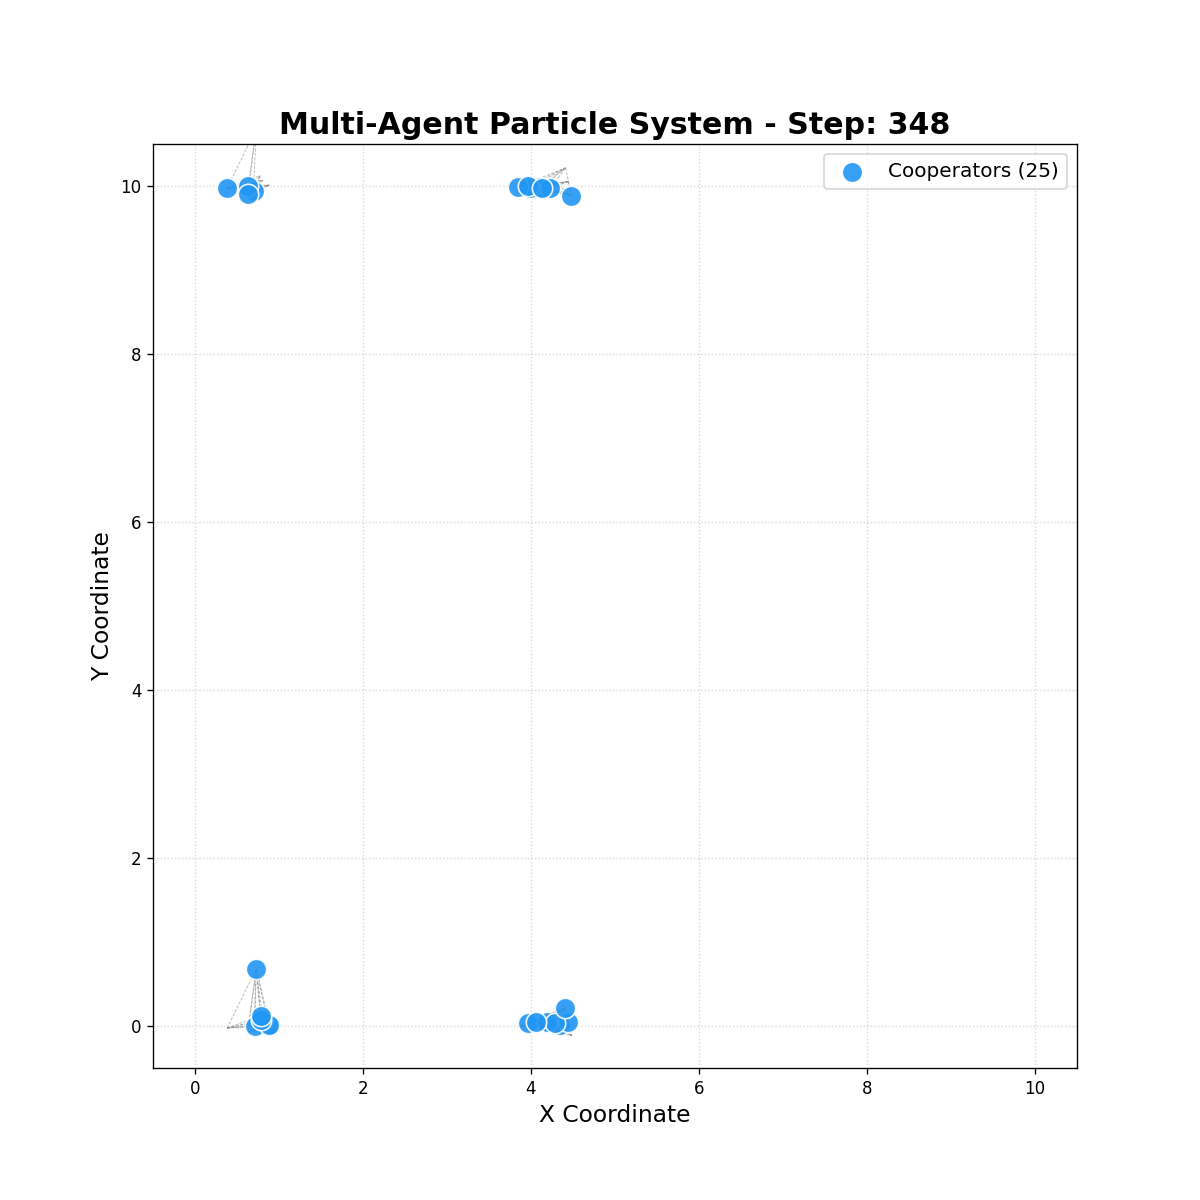 Multi-Agent Particle System - Step: 348
Cooperators (25)
10
8
6
4
2
0
Y Coordinate
0 2 4 6 8 10
X Coordinate